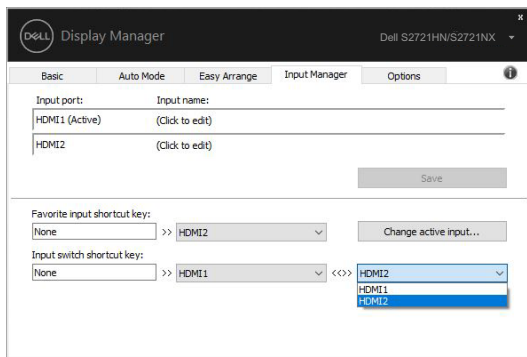 x
DELL Display Manager Dell S2721HN/S2721NX
Basic Auto Mode Easy Arrange Input Manager Options i
Input port: Input name:
HDMI1 (Active) (Click to edit)
HDMI2 (Click to edit)
Save
Favorite input shortcut key:
None >> HDMI2 Change active input...
Input switch shortcut key:
None >> HDMI1 <<>> HDMI2
HDMI1
HDMI2